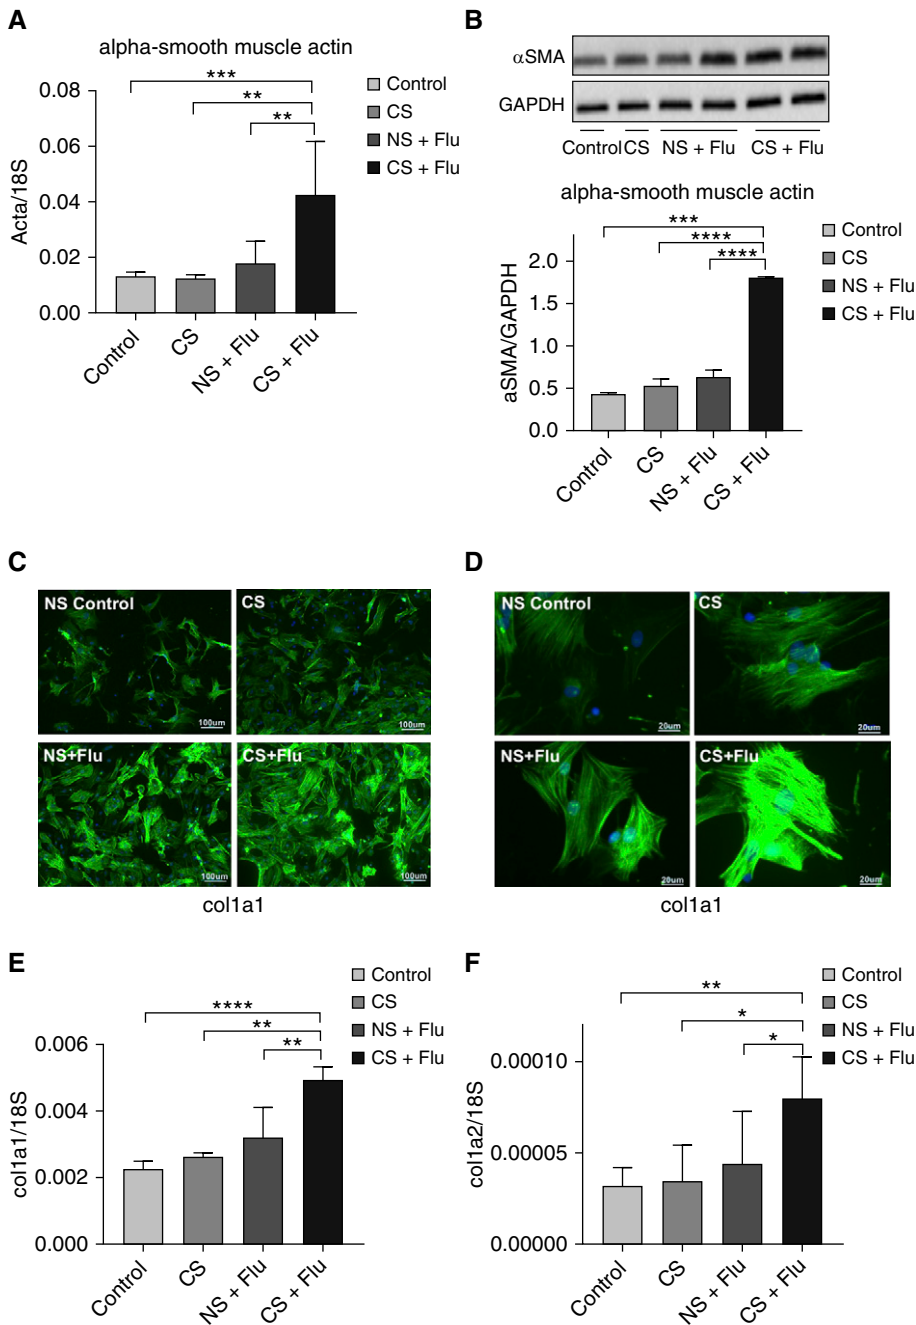 A
alpha-smooth muscle actin
***
**
**
0.08
0.06
0.04
0.02
0.00
Acta/18S
Control
CS
NS + Flu
CS + Flu
Control
CS
NS + Flu
CS + Flu
B
αSMA
GAPDH
Control CS NS + Flu CS + Flu
alpha-smooth muscle actin
***
****
****
2.0
1.5
1.0
0.5
0.0
aSMA/GAPDH
Control
CS
NS + Flu
CS + Flu
Control
CS
NS + Flu
CS + Flu
C
NS Control
100um
CS
100um
NS+Flu
100um
CS+Flu
100um
col1a1
D
NS Control
20um
CS
20um
NS+Flu
20um
CS+Flu
20um
col1a1
E
****
**
**
0.006
0.004
0.002
0.000
col1a1/18S
Control
CS
NS + Flu
CS + Flu
Control
CS
NS + Flu
CS + Flu
F
**
*
*
0.00010
0.00005
0.00000
col1a2/18S
Control
CS
NS + Flu
CS + Flu
Control
CS
NS + Flu
CS + Flu